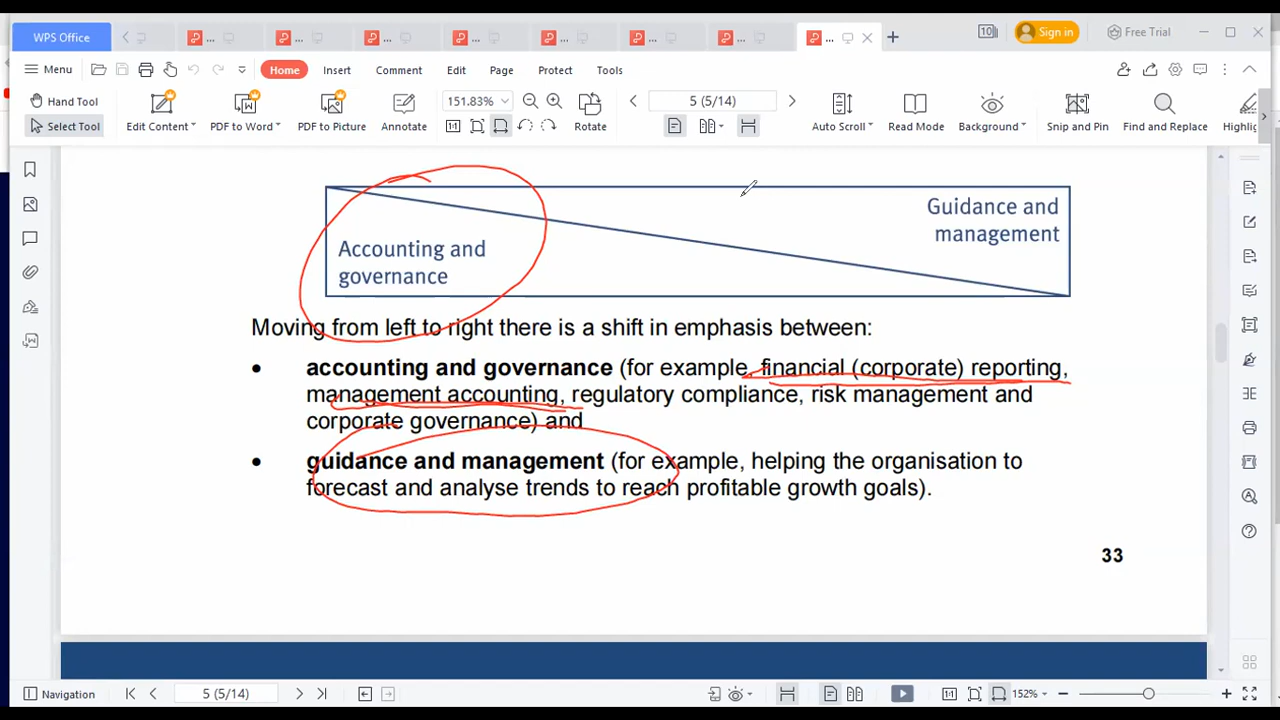 WPS Office
...
...
...
...
...
...
...
...
10
Sign in
Free Trial
Menu
Home
Insert
Comment
Edit
Page
Protect
Tools
Hand Tool
Select Tool
Edit Content
PDF to Word
PDF to Picture
Annotate
151.83%
Rotate
5 (5/14)
Auto Scroll
Read Mode
Background
Snip and Pin
Find and Replace
Highlig
Accounting and
governance
Guidance and
management
Moving from left to right there is a shift in emphasis between:
• accounting and governance (for example, financial (corporate) reporting,
management accounting, regulatory compliance, risk management and
corporate governance) and
• guidance and management (for example, helping the organisation to
forecast and analyse trends to reach profitable growth goals).
33
Navigation
5 (5/14)
152%